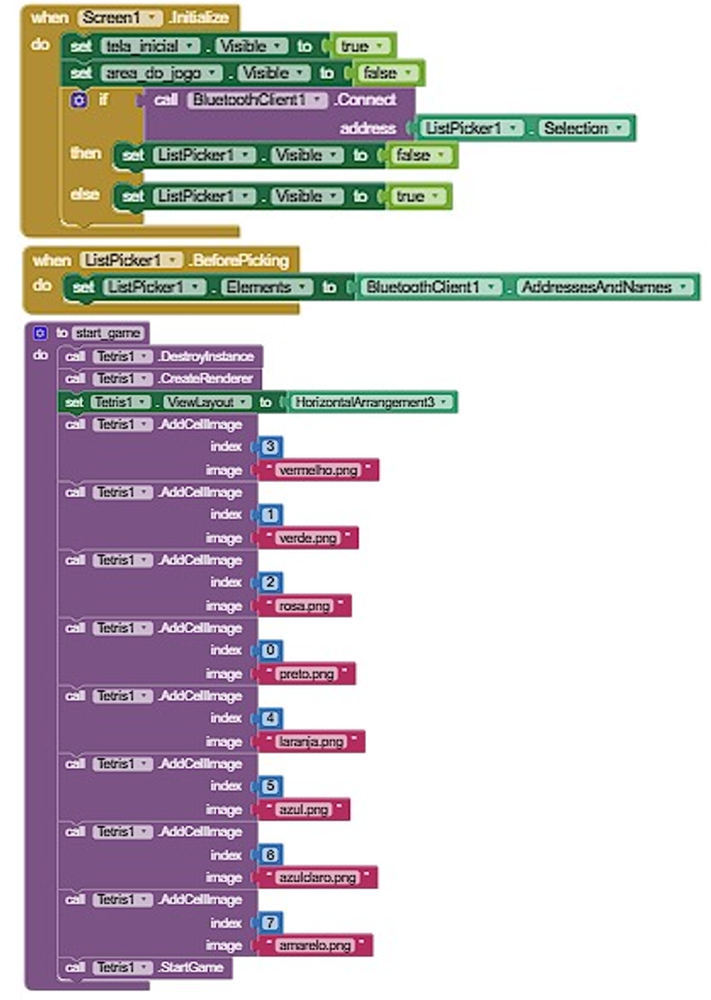 when Screen1 .Initialize
do set tela_inicial . Visible to true
set area_do_jogo . Visible to false
if call BluetoothClient1 .Connect
address ListPicker1 . Selection
then set ListPicker1 . Visible to false
else set ListPicker1 . Visible to true
when ListPicker1 .BeforePicking
do set ListPicker1 . Elements to BluetoothClient1 . AddressesAndNames
to start_game
do call Tetris1 .DestroyInstance
call Tetris1 .CreateRenderer
set Tetris1 . ViewLayout to HorizontalArrangement3
call Tetris1 .AddCellImage
index 3
image " vermelho.png "
call Tetris1 .AddCellImage
index 1
image " verde.png "
call Tetris1 .AddCellImage
index 2
image " rosa.png "
call Tetris1 .AddCellImage
index 0
image " preto.png "
call Tetris1 .AddCellImage
index 4
image " laranja.png "
call Tetris1 .AddCellImage
index 5
image " azul.png "
call Tetris1 .AddCellImage
index 6
image " azulclaro.png "
call Tetris1 .AddCellImage
index 7
image " amarelo.png "
call Tetris1 .StartGame